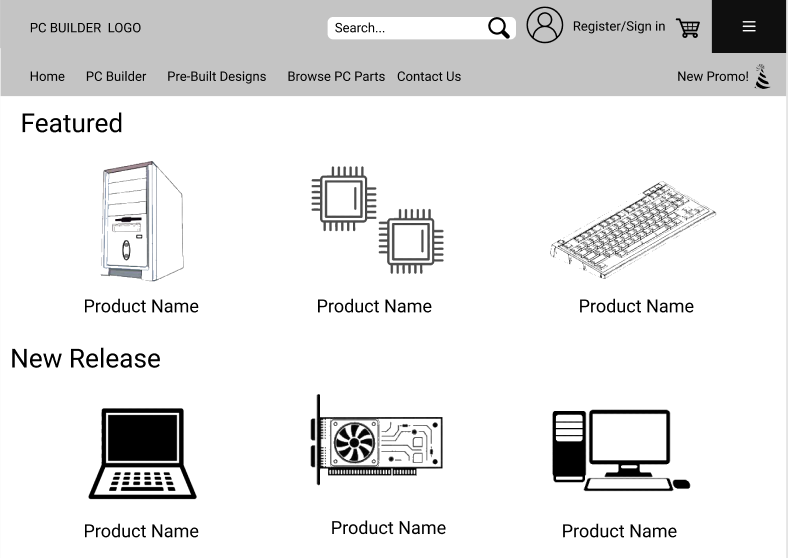 PC BUILDER LOGO
Search...
Register/Sign in
Home PC Builder Pre-Built Designs Browse PC Parts Contact Us New Promo!
Featured
Product Name Product Name Product Name
New Release
Product Name Product Name Product Name